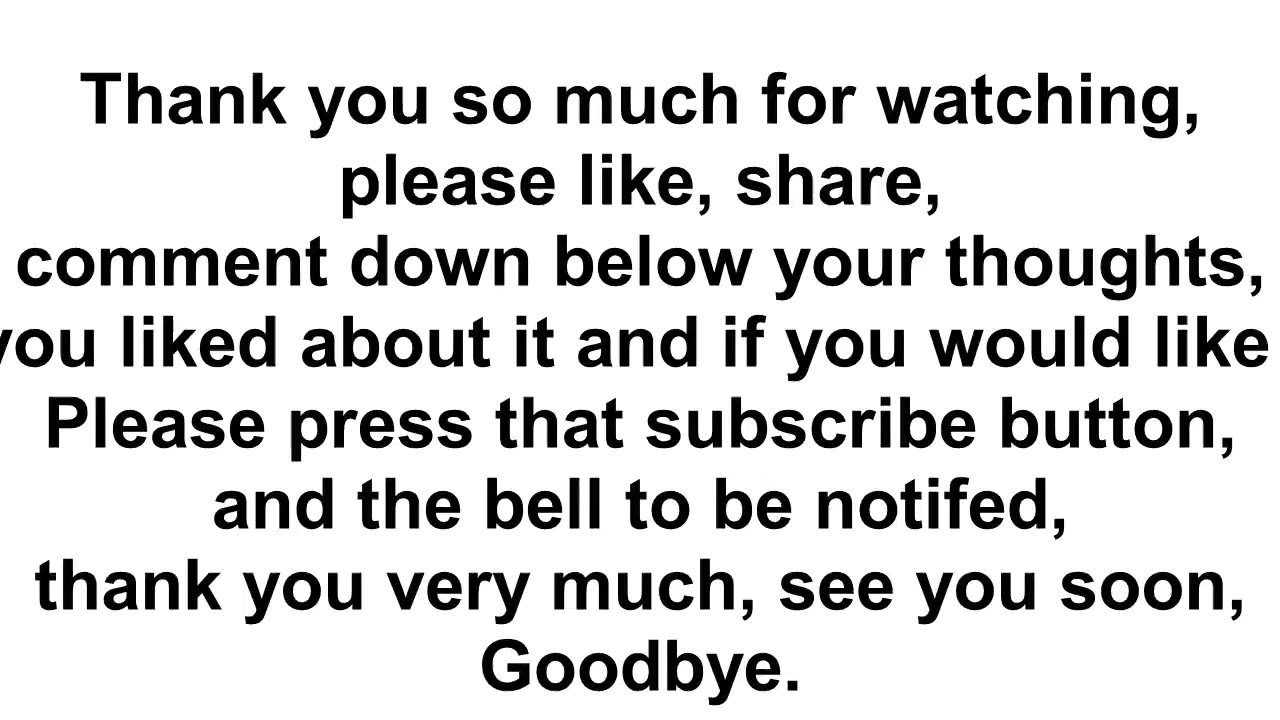 Thank you so much for watching,
please like, share,
comment down below your thoughts,
you liked about it and if you would like
Please press that subscribe button,
and the bell to be notifed,
thank you very much, see you soon,
Goodbye.